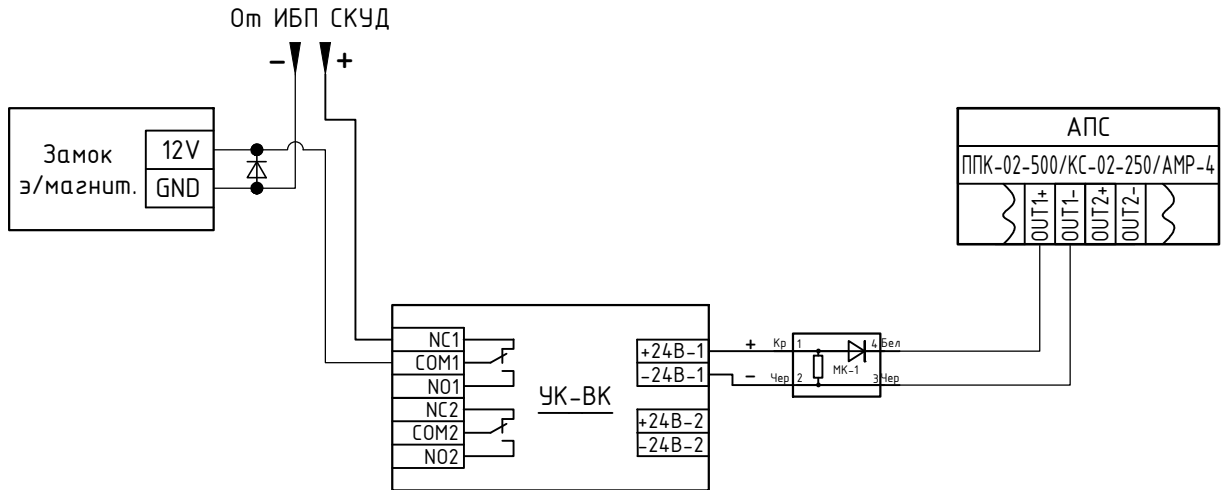 От ИБП СКУД
- +
Замок
э/магнит.
12V
GND
АПС
ППК-02-500/КС-02-250/АМР-4
OUT1+
OUT1-
OUT2+
OUT2-
NC1
COM1
NO1
NC2
COM2
NO2
УК-ВК
+24В-1
-24В-1
+24В-2
-24В-2
+ Кр 1 4 Бел
МК-1
- Чер 2 3 Чер